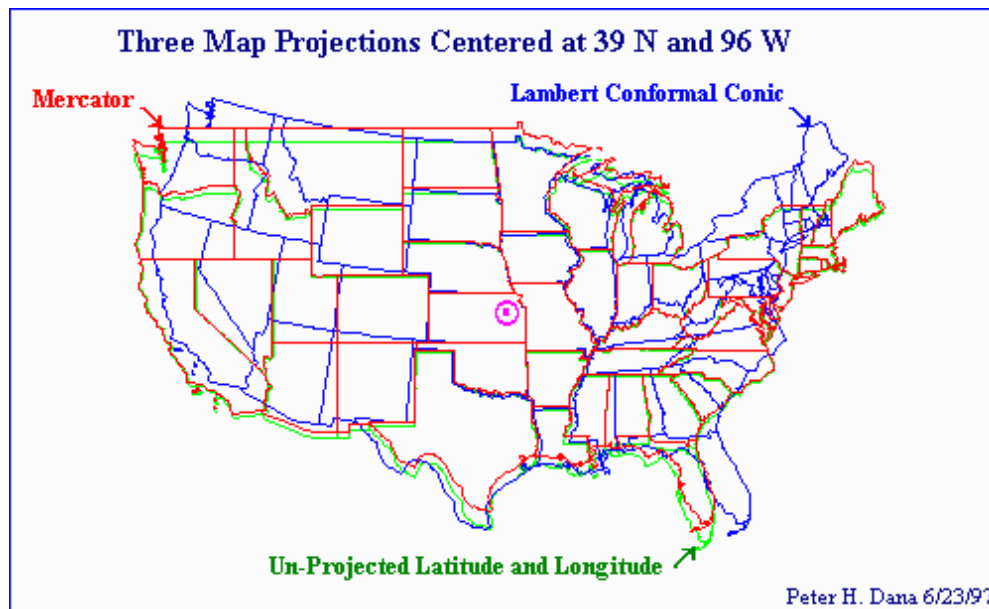 Three Map Projections Centered at 39 N and 96 W
Mercator
Lambert Conformal Conic
Un-Projected Latitude and Longitude
Peter H. Dana 6/23/97